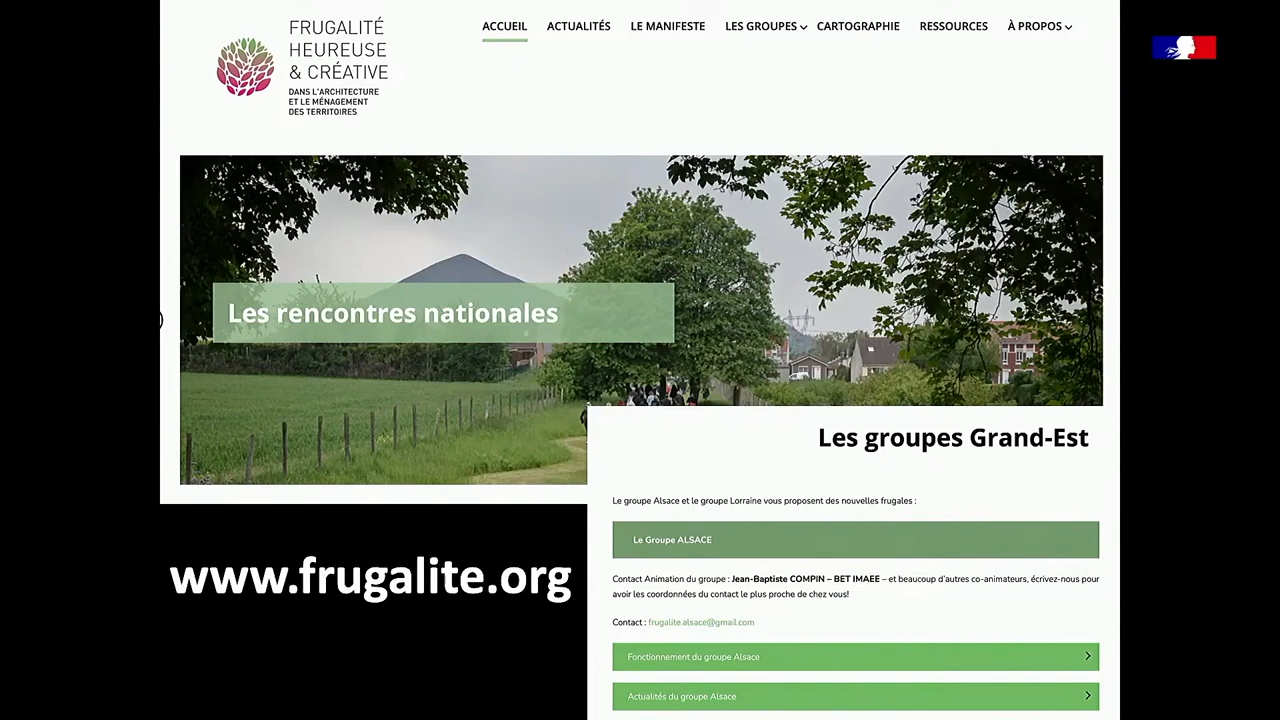 FRUGALITÉ
HEUREUSE
& CRÉATIVE
DANS L'ARCHITECTURE
ET LE MÉNAGEMENT
DES TERRITOIRES
ACCUEIL ACTUALITÉS LE MANIFESTE LES GROUPES CARTOGRAPHIE RESSOURCES À PROPOS
Les rencontres nationales
Les groupes Grand-Est
Le groupe Alsace et le groupe Lorraine vous proposent des nouvelles frugales :
Le Groupe ALSACE
Contact Animation du groupe : Jean-Baptiste COMPIN – BET IMAEE – et beaucoup d'autres co-animateurs, écrivez-nous pour
avoir les coordonnées du contact le plus proche de chez vous!
Contact : frugalite.alsace@gmail.com
Fonctionnement du groupe Alsace
Actualités du groupe Alsace
www.frugalite.org